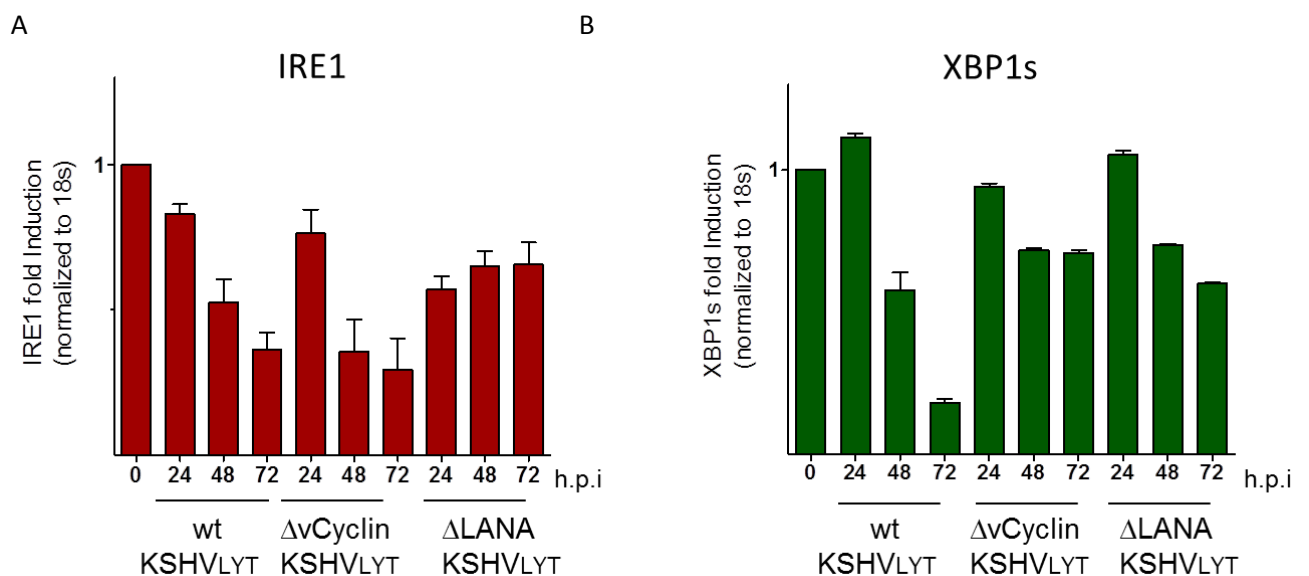 A
IRE1
IRE1 fold Induction
(normalized to 18s)
1
0 24 48 72 24 48 72 24 48 72 h.p.i
wt ΔvCyclin ΔLANA
KSHVLYT KSHVLYT KSHVLYT
B
XBP1s
XBP1s fold Induction
(normalized to 18s)
1
0 24 48 72 24 48 72 24 48 72 h.p.i
wt ΔvCyclin ΔLANA
KSHVLYT KSHVLYT KSHVLYT